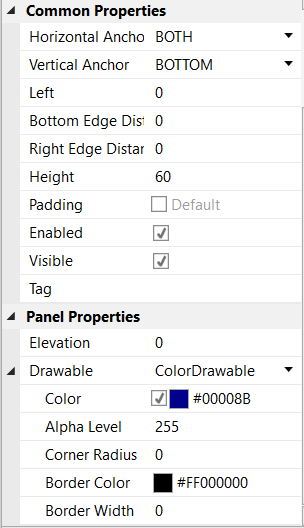 Common Properties
Horizontal Ancho BOTH
Vertical Anchor BOTTOM
Left 0
Bottom Edge Dist 0
Right Edge Distar 0
Height 60
Padding Default
Enabled
Visible
Tag
Panel Properties
Elevation 0
Drawable ColorDrawable
Color #00008B
Alpha Level 255
Corner Radius 0
Border Color #FF000000
Border Width 0